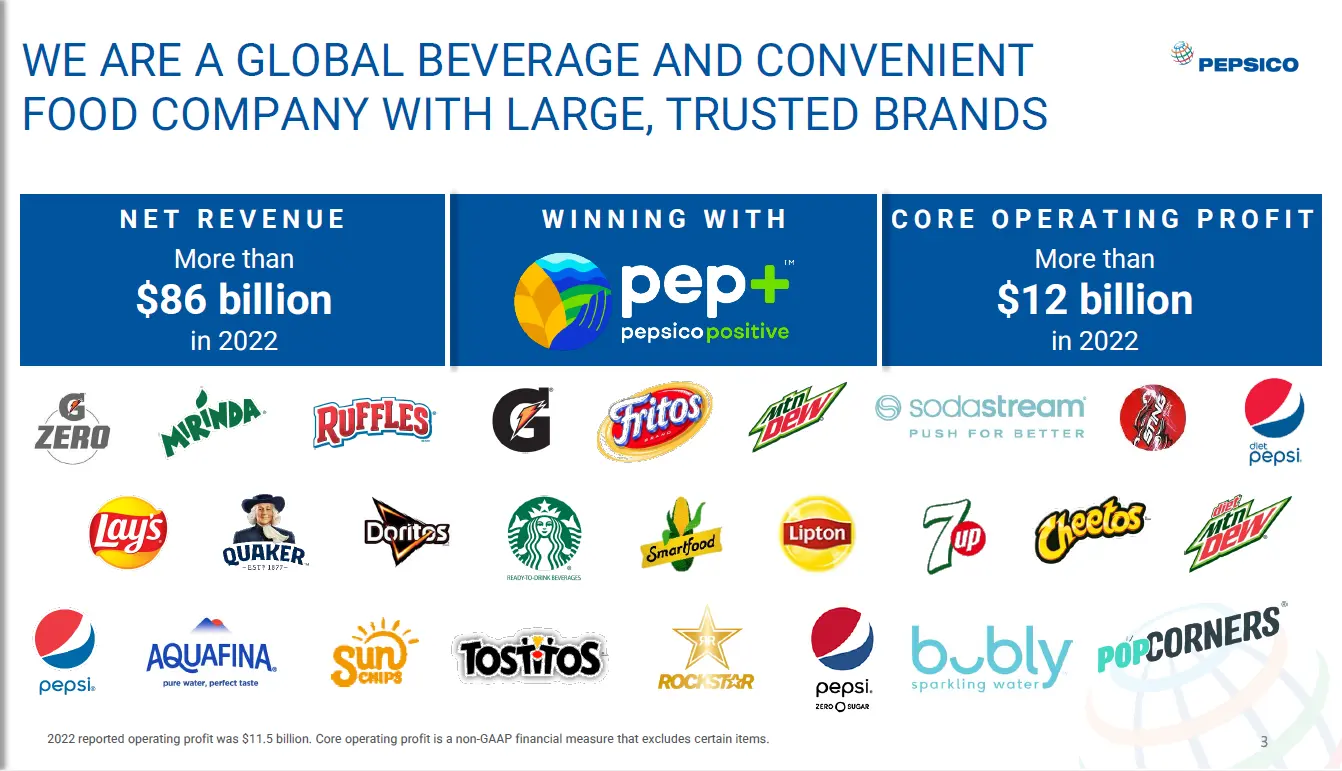 WE ARE A GLOBAL BEVERAGE AND CONVENIENT
FOOD COMPANY WITH LARGE, TRUSTED BRANDS
PEPSICO
NET REVENUE
More than
$86 billion
in 2022
WINNING WITH
pep+™
pepsico positive
CORE OPERATING PROFIT
More than
$12 billion
in 2022
G
ZERO
MIRINDA®
RUFFLES®
G®
Fritos
BRAND
Mtn
DEW
sodastream®
PUSH FOR BETTER
STING
diet
pepsi®
Lay's
QUAKER™
EST? 1877
Doritos
READY-TO-DRINK BEVERAGES
Smartfood
Lipton
7up
Cheetos
diet
Mtn
DEW
pepsi®
AQUAFINA®
pure water, perfect taste
Sun
CHIPS
TOSTITOS
RR
ROCKSTAR
pepsi®
ZERO SUGAR
bubly
sparkling water
POPCORNERS®
2022 reported operating profit was $11.5 billion. Core operating profit is a non-GAAP financial measure that excludes certain items.
3